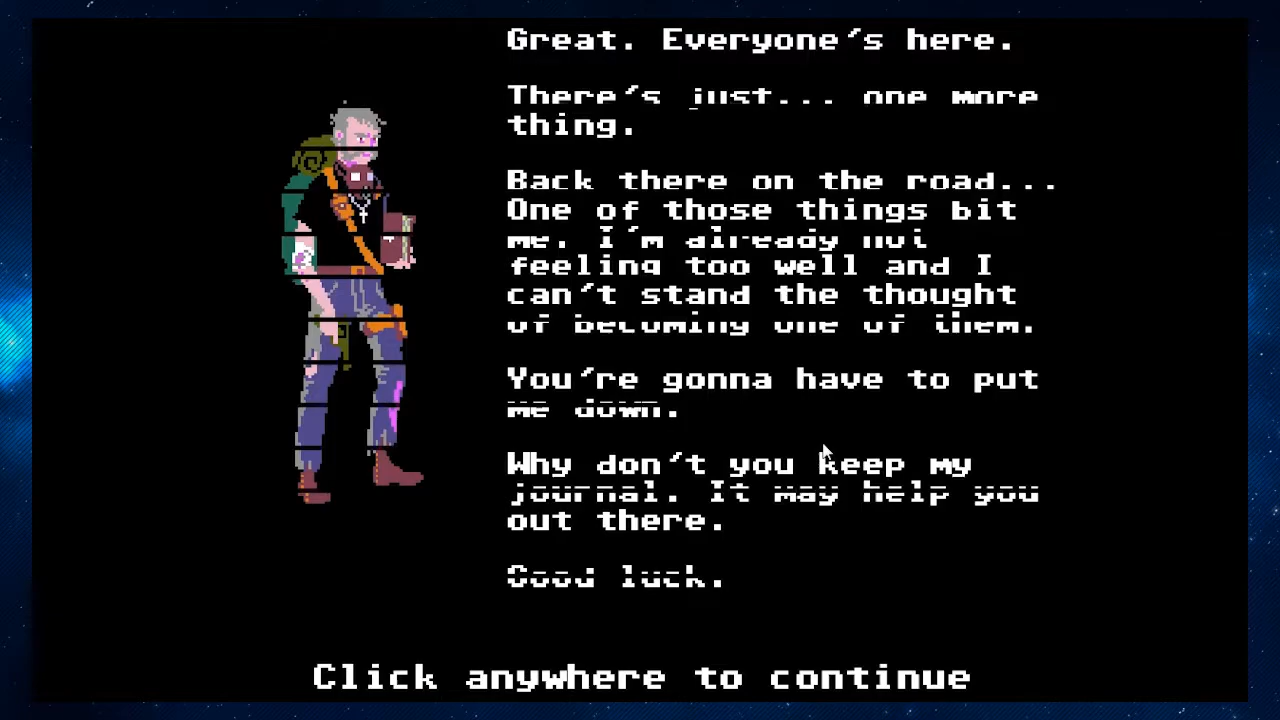 Great. Everyone's here.
There's just... one more
thing.
Back there on the road...
One of those things bit
me. I'm already not
feeling too well and I
can't stand the thought
of becoming one of them.
You're gonna have to put
me down.
Why don't you keep my
journal. It may help you
out there.
Good luck.
Click anywhere to continue